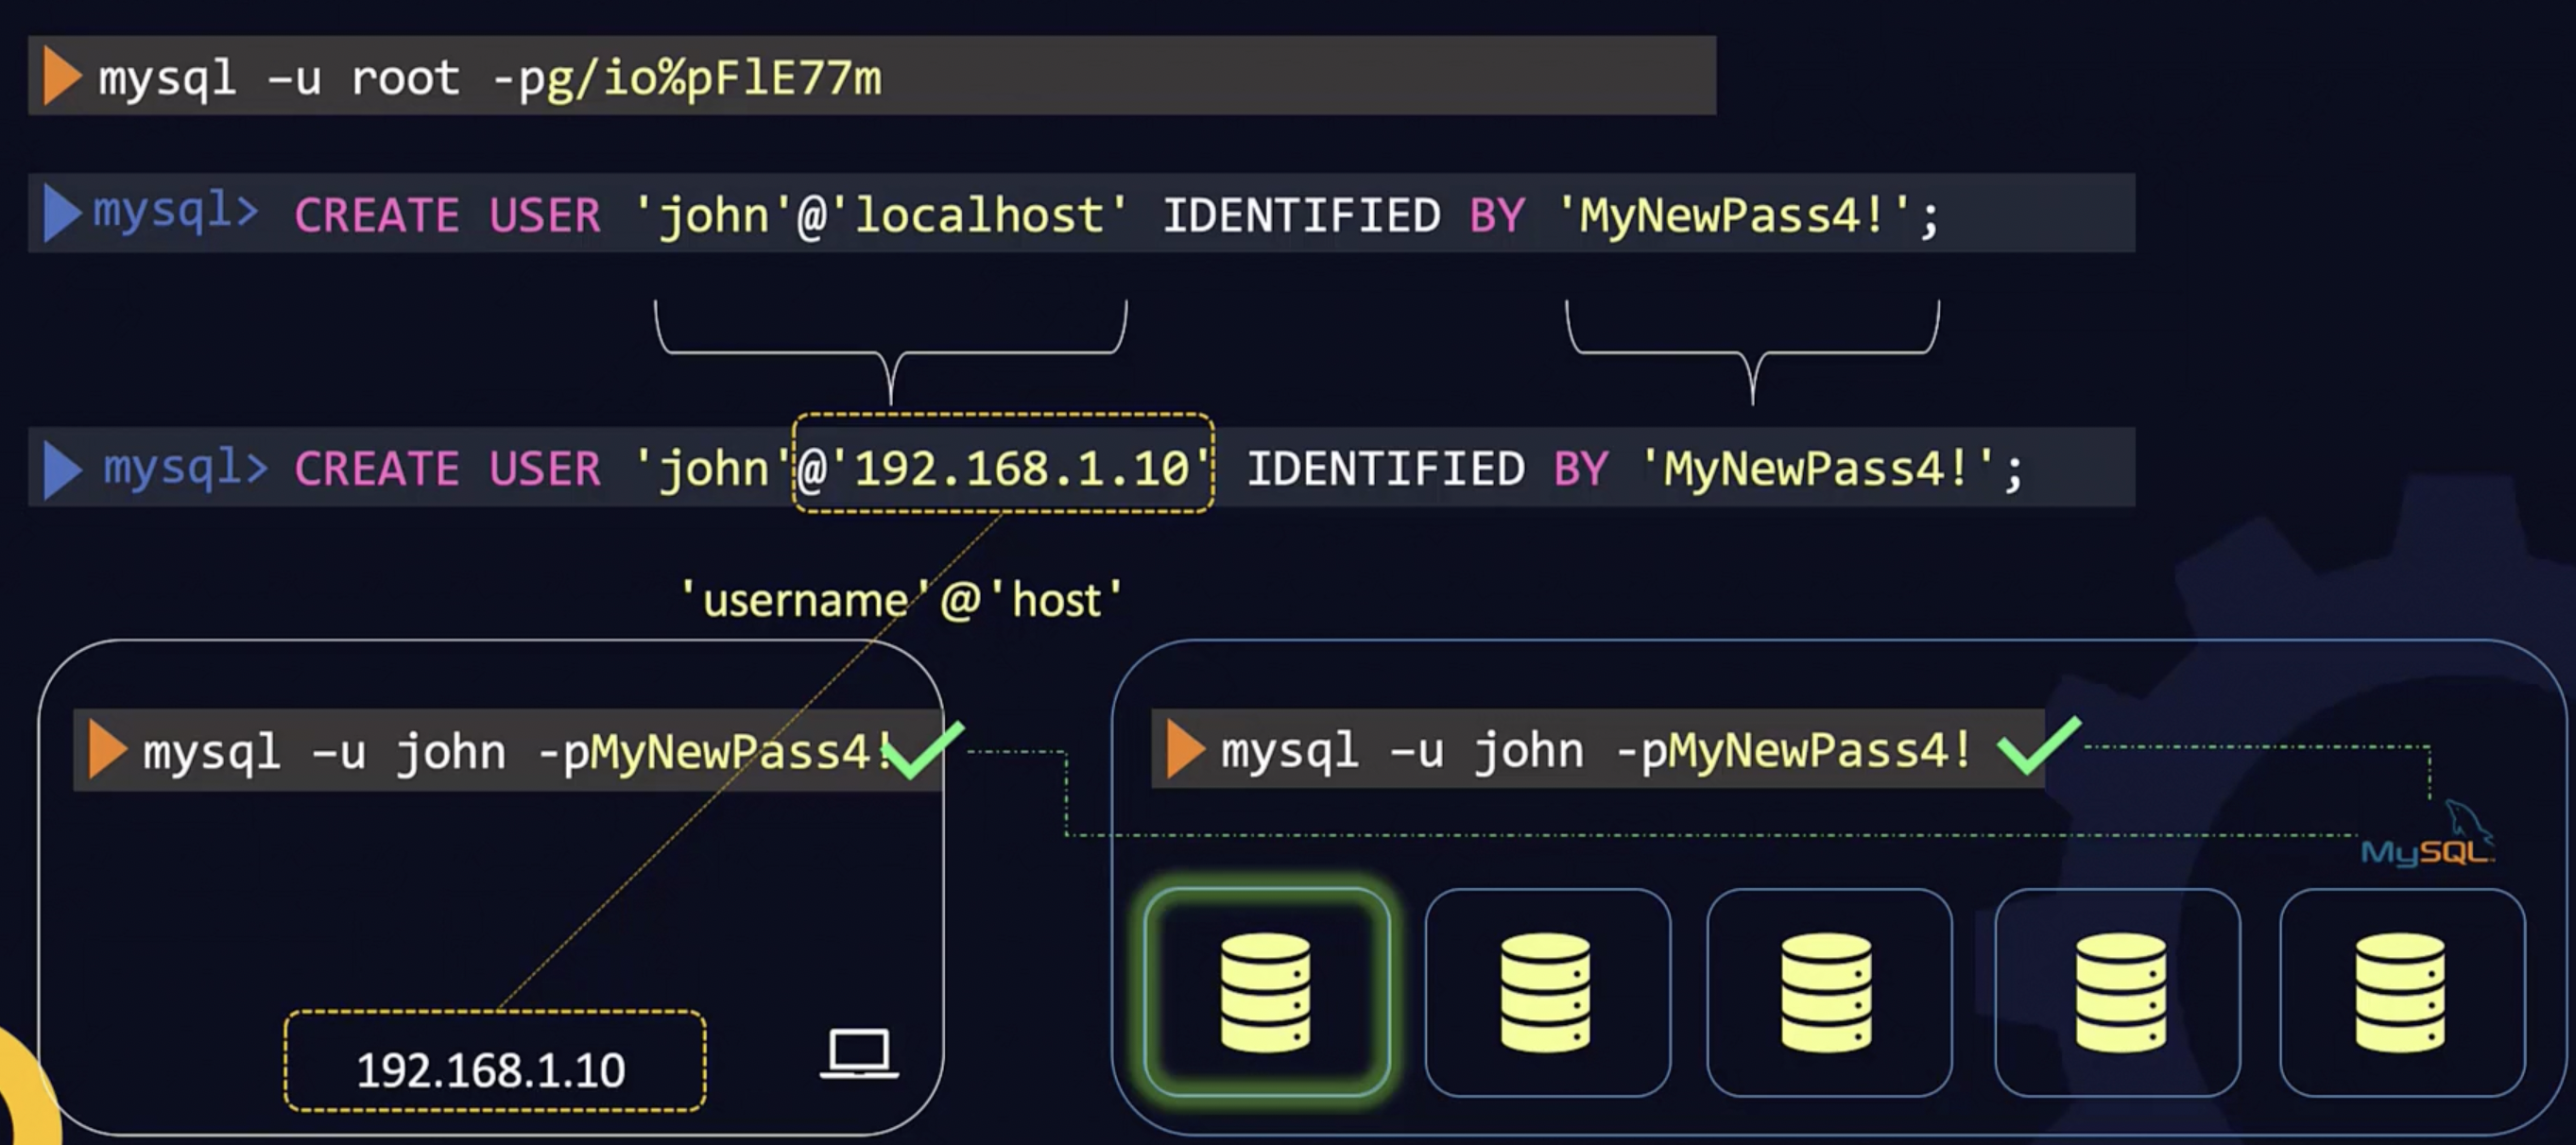 mysql –u root -pg/io%pFlE77m
mysql> CREATE USER 'john'@'localhost' IDENTIFIED BY 'MyNewPass4!';
mysql> CREATE USER 'john'@'192.168.1.10' IDENTIFIED BY 'MyNewPass4!';
'username'@'host'
mysql –u john -pMyNewPass4!
192.168.1.10
mysql –u john -pMyNewPass4!
MySQL